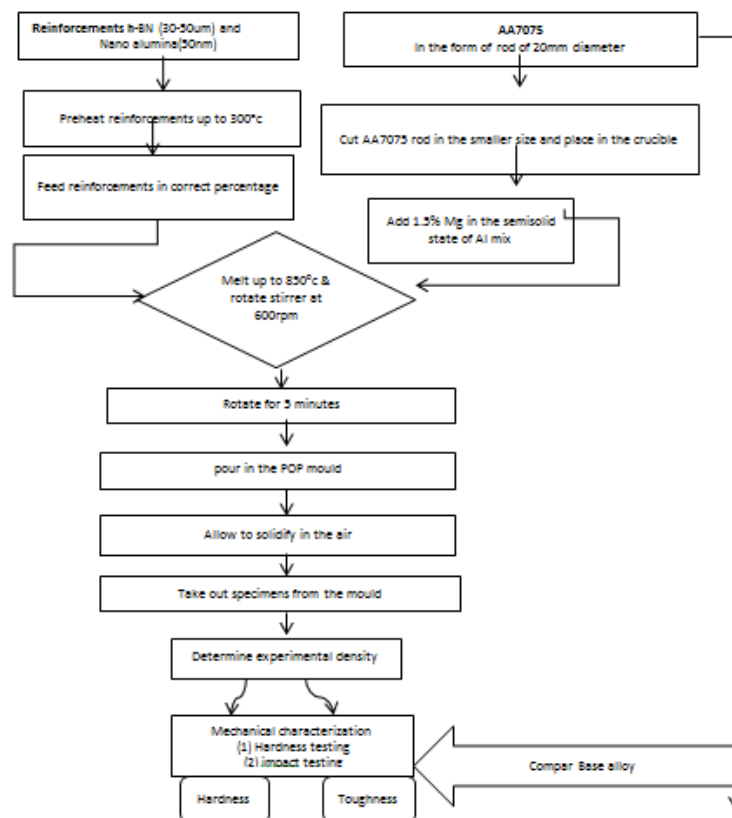 Reinforcements h-BN (30-50um) and
Nano alumina(50nm)
AA7075
In the form of rod of 20mm diameter
Preheat reinforcements up to 300°c
Cut AA7075 rod in the smaller size and place in the crucible
Feed reinforcements in correct percentage
Add 1.5% Mg in the semisolid
state of Al mix
Melt up to 850°c &
rotate stirrer at
600rpm
Rotate for 5 minutes
pour in the POP mould
Allow to solidify in the air
Take out specimens from the mould
Determine experimental density
Mechanical characterization
(1) Hardness testing
(2) impact testing
Compar Base alloy
Hardness
Toughness